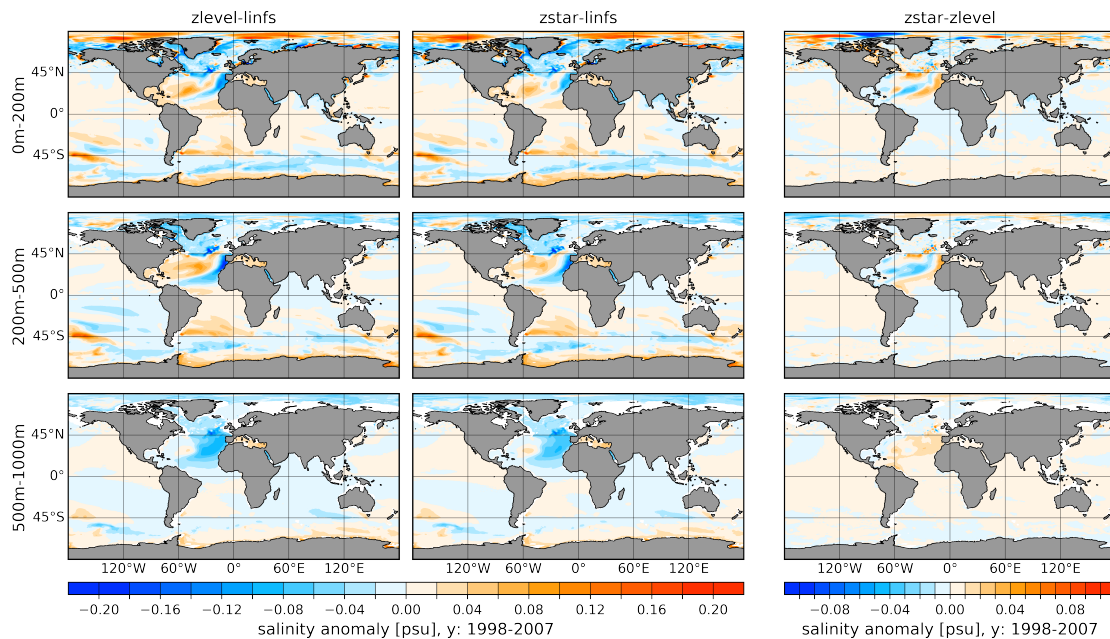 zlevel-linfs zstar-linfs zstar-zlevel
0m-200m
45°N
0°
45°S
200m-500m
45°N
0°
45°S
500m-1000m
45°N
0°
45°S
120°W 60°W 0° 60°E 120°E 120°W 60°W 0° 60°E 120°E 120°W 60°W 0° 60°E 120°E
−0.20 −0.16 −0.12 −0.08 −0.04 0.00 0.04 0.08 0.12 0.16 0.20 −0.08 −0.04 0.00 0.04 0.08
salinity anomaly [psu], y: 1998-2007 salinity anomaly [psu], y: 1998-2007